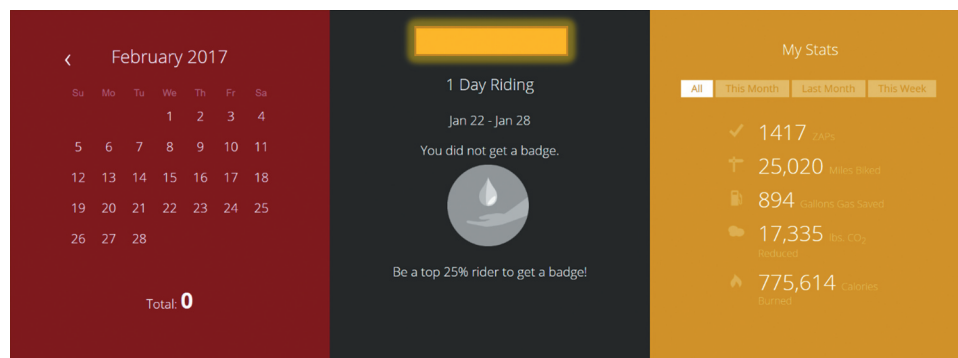 ‹ February 2017
Su Mo Tu We Th Fr Sa
1 2 3 4
5 6 7 8 9 10 11
12 13 14 15 16 17 18
19 20 21 22 23 24 25
26 27 28
Total: 0
1 Day Riding
Jan 22 - Jan 28
You did not get a badge.
Be a top 25% rider to get a badge!
My Stats
All This Month Last Month This Week
1417 ZAPs
25,020 Miles Biked
894 Gallons Gas Saved
17,335 lbs. CO₂
Reduced
775,614 Calories
Burned